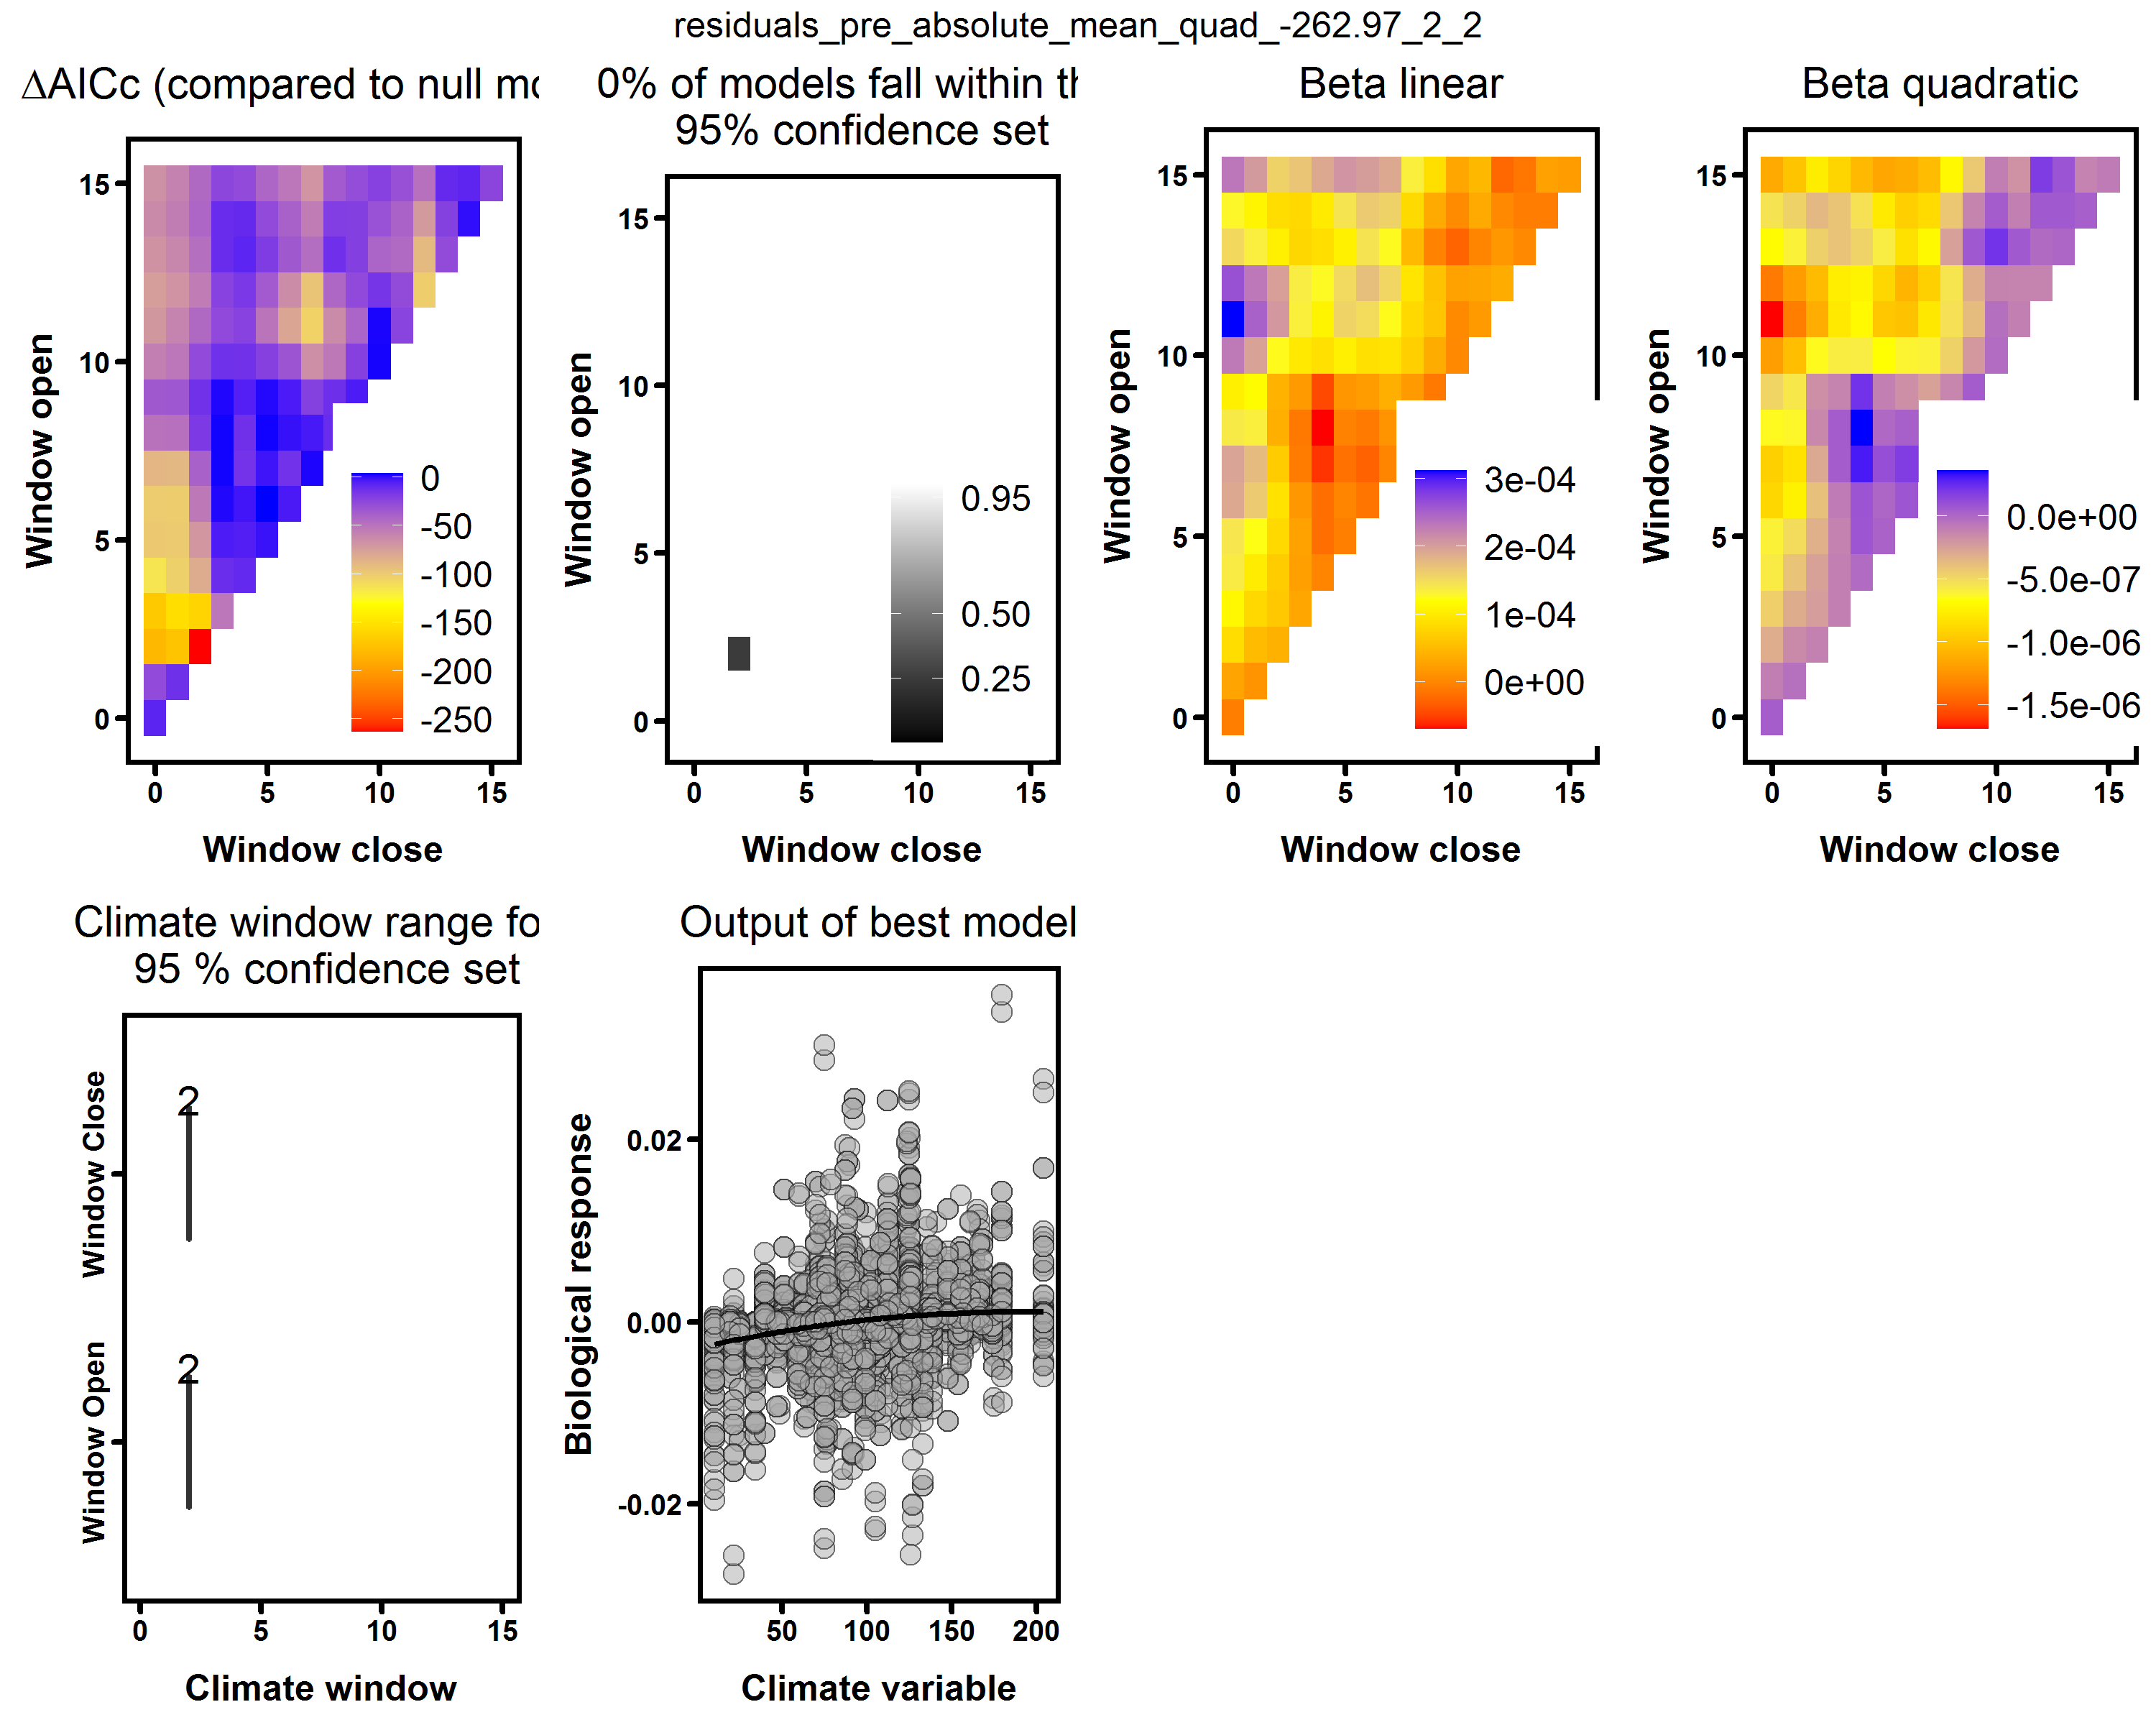 residuals_pre_absolute_mean_quad_-262.97_2_2
ΔAICc (compared to null mo
15
10
5
0
0
5
10
15
Window open
Window close
0
-50
-100
-150
-200
-250
0% of models fall within th
95% confidence set
15
10
5
0
0
5
10
15
Window open
Window close
0.95
0.50
0.25
Beta linear
15
10
5
0
0
5
10
15
Window open
Window close
3e-04
2e-04
1e-04
0e+00
Beta quadratic
15
10
5
0
0
5
10
15
Window open
Window close
0.0e+00
-5.0e-07
-1.0e-06
-1.5e-06
Climate window range fo
95 % confidence set
Window Close
Window Open
2
2
0
5
10
15
Climate window
Output of best model
Biological response
0.02
0.00
-0.02
50
100
150
200
Climate variable